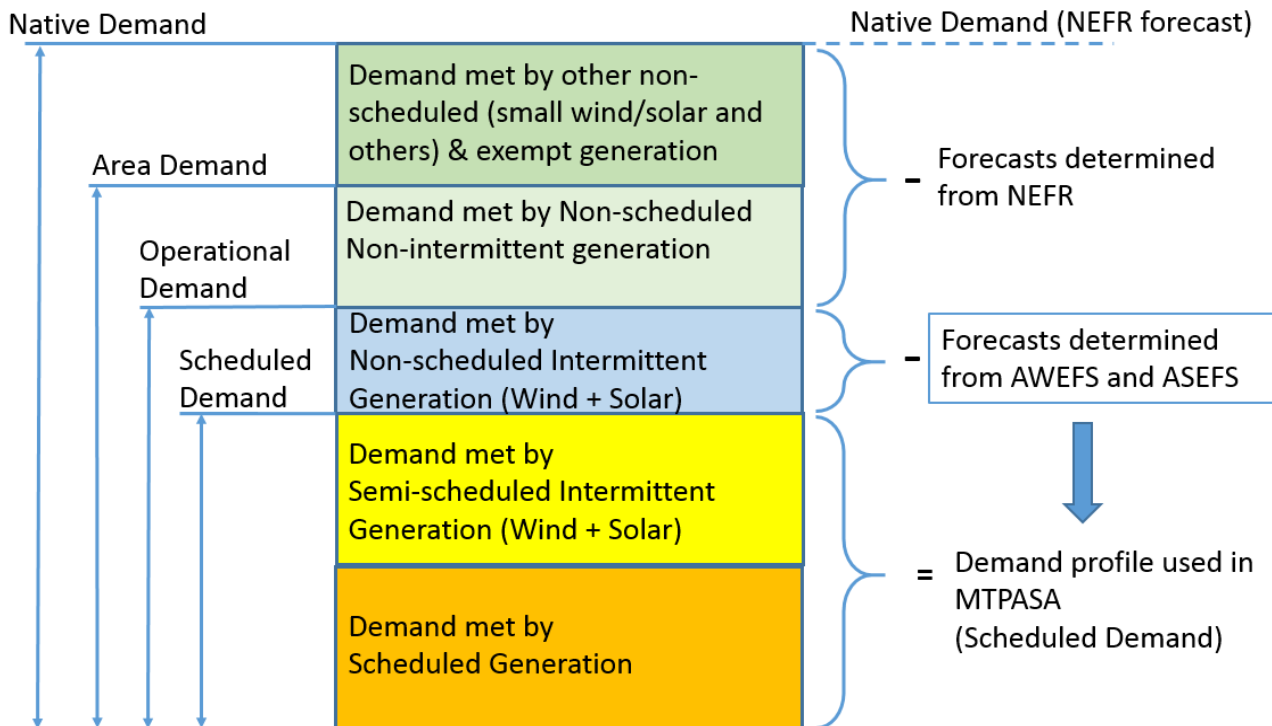 Native Demand
Native Demand (NEFR forecast)
Demand met by other non-
scheduled (small wind/solar and
others) & exempt generation
Area Demand
–
Forecasts determined
from NEFR
Demand met by Non-scheduled
Non-intermittent generation
Operational
Demand
Demand met by
Non-scheduled Intermittent
Generation (Wind + Solar)
–
Forecasts determined
from AWEFS and ASEFS
Scheduled
Demand
Demand met by
Semi-scheduled Intermittent
Generation (Wind + Solar)
=
Demand profile used in
MTPASA
(Scheduled Demand)
Demand met by
Scheduled Generation